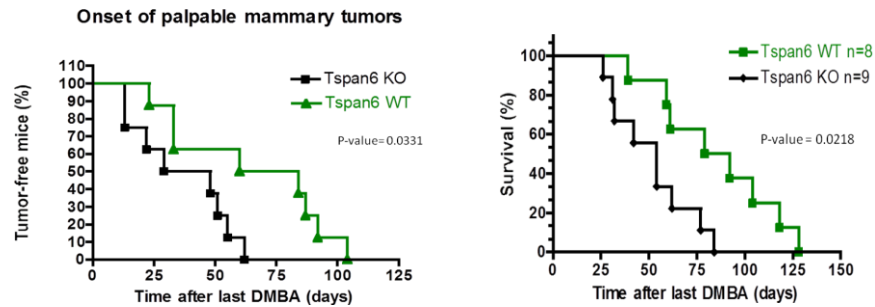 Onset of palpable mammary tumors
Tumor-free mice (%)
110
100
90
80
70
60
50
40
30
20
10
0
Tspan6 KO
Tspan6 WT
P-value= 0.0331
0 25 50 75 100 125
Time after last DMBA (days)
Survival (%)
100
80
60
40
20
0
Tspan6 WT n=8
Tspan6 KO n=9
P-value = 0.0218
0 25 50 75 100 125 150
Time after last DMBA (days)